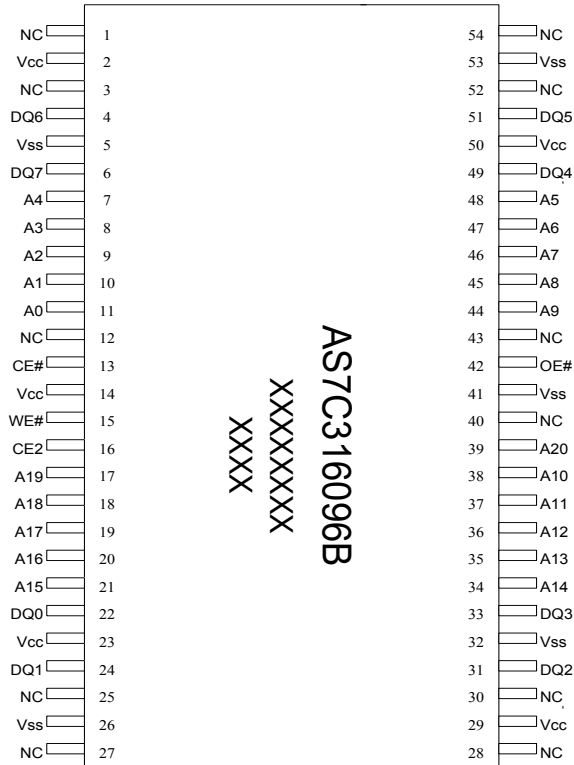 NC 1 54 NC
Vcc 2 53 Vss
NC 3 52 NC
DQ6 4 51 DQ5
Vss 5 50 Vcc
DQ7 6 49 DQ4
A4 7 48 A5
A3 8 47 A6
A2 9 46 A7
A1 10 45 A8
A0 11 44 A9
NC 12 43 NC
CE# 13 42 OE#
Vcc 14 41 Vss
WE# 15 40 NC
CE2 16 39 A20
A19 17 38 A10
A18 18 37 A11
A17 19 36 A12
A16 20 35 A13
A15 21 34 A14
DQ0 22 33 DQ3
Vcc 23 32 Vss
DQ1 24 31 DQ2
NC 25 30 NC
Vss 26 29 Vcc
NC 27 28 NC
AS7C316096B
XXXXXXXX
XXXX